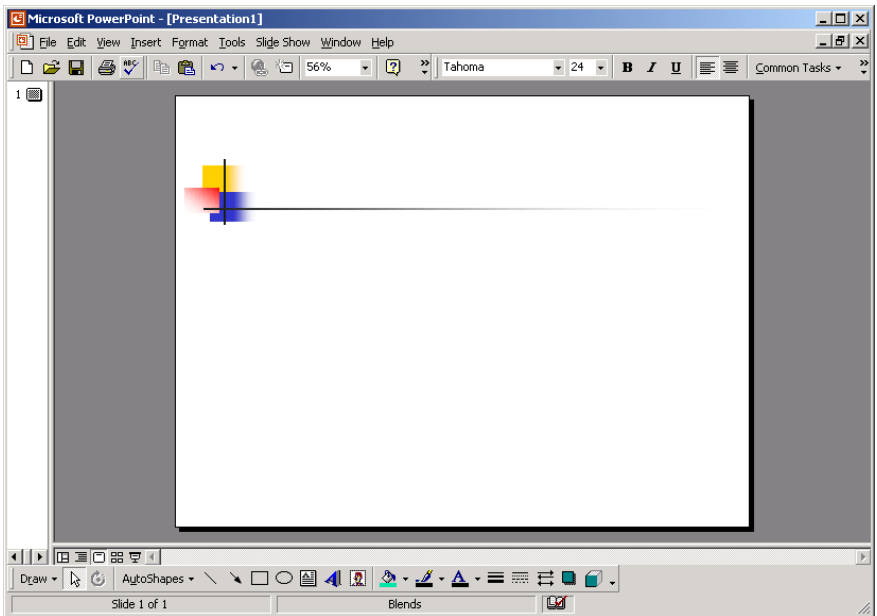 Microsoft PowerPoint - [Presentation1]
File Edit View Insert Format Tools Slide Show Window Help
ABC 56% ? » Tahoma 24 B I U Common Tasks »
1
Draw AutoShapes A A
Slide 1 of 1 Blends